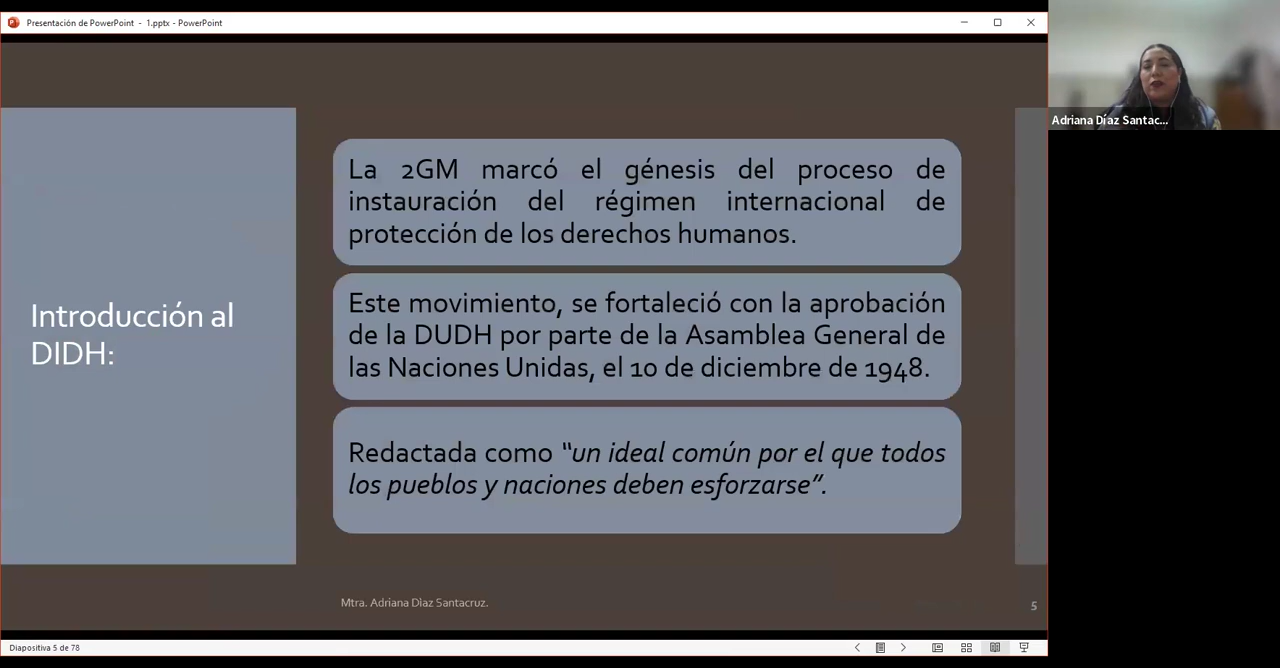 Presentación de PowerPoint - 1.pptx - PowerPoint
Adriana Díaz Santac...
Introducción al
DIDH:
La 2GM marcó el génesis del proceso de
instauración del régimen internacional de
protección de los derechos humanos.
Este movimiento, se fortaleció con la aprobación
de la DUDH por parte de la Asamblea General de
las Naciones Unidas, el 10 de diciembre de 1948.
Redactada como “un ideal común por el que todos
los pueblos y naciones deben esforzarse”.
Mtra. Adriana Dìaz Santacruz.
5
Diapositiva 5 de 78